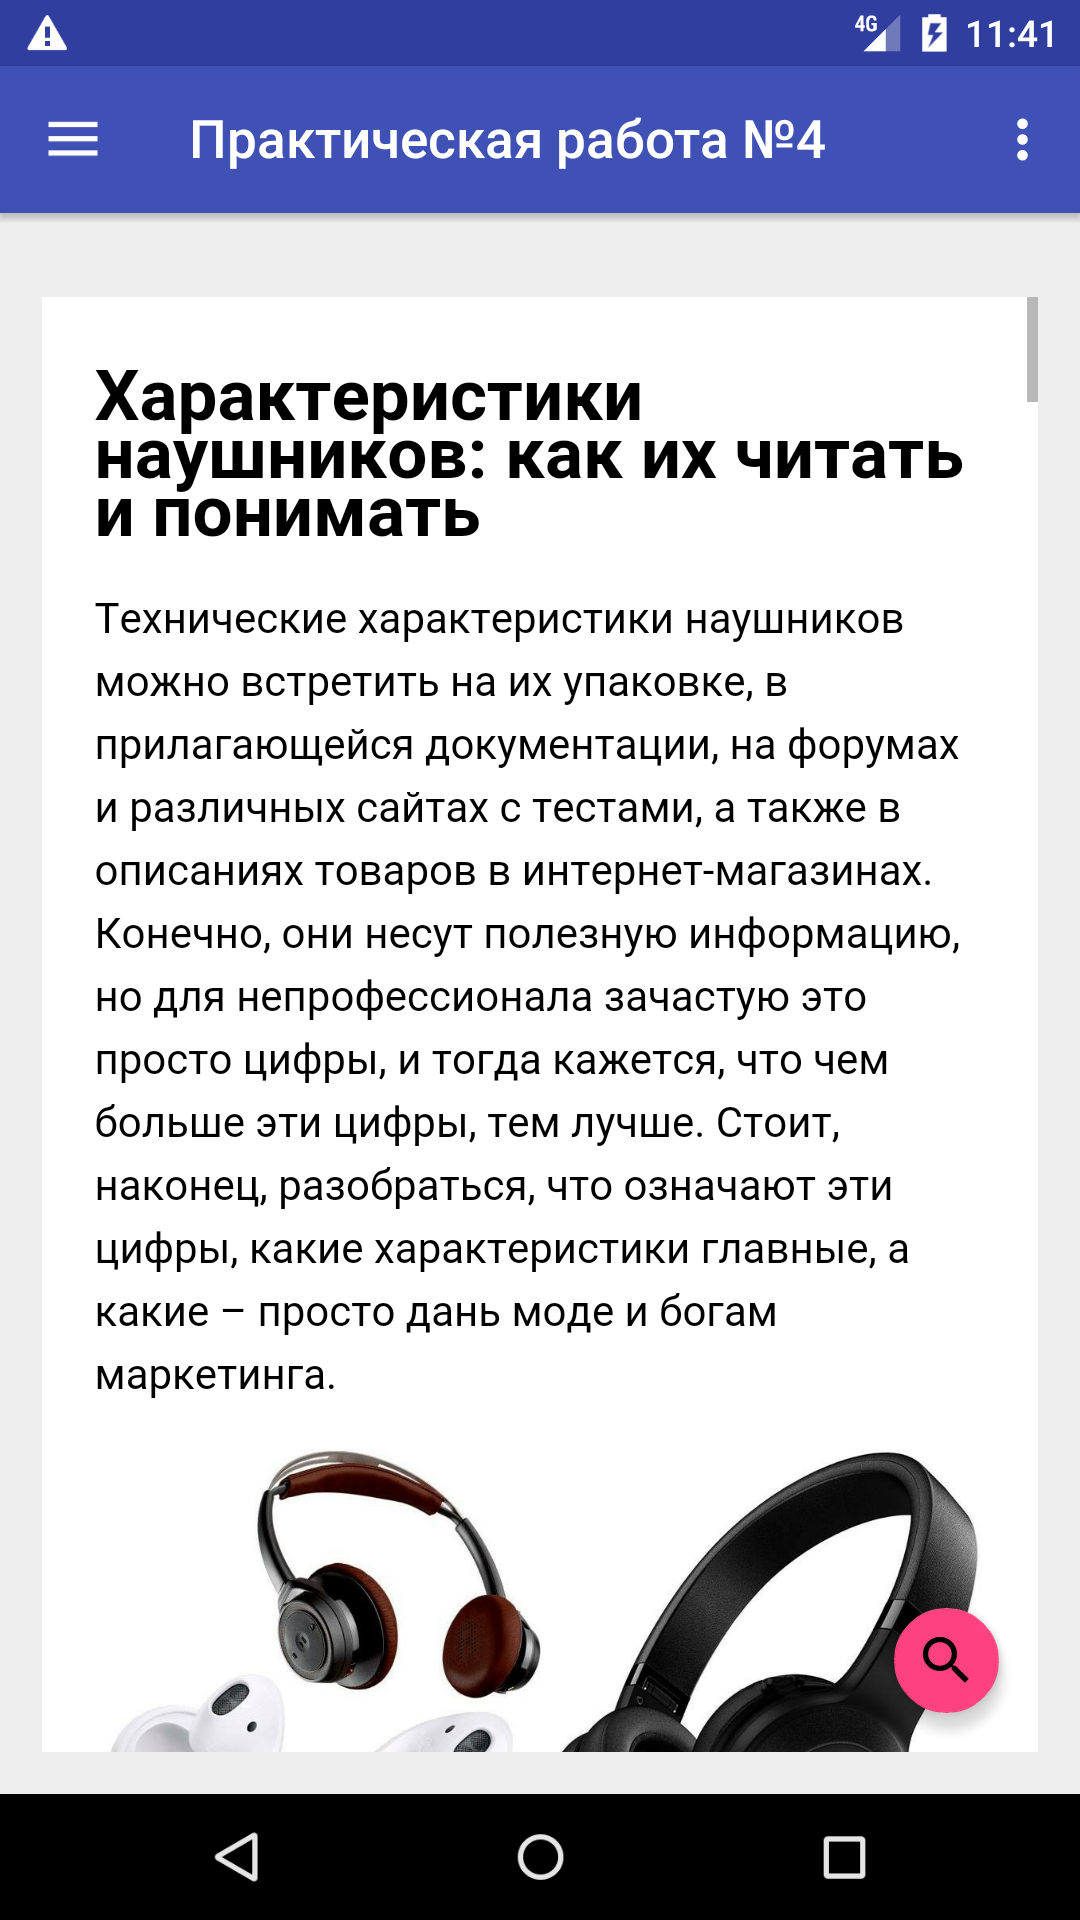 4G 11:41
Практическая работа №4
Характеристики
наушников: как их читать
и понимать
Технические характеристики наушников
можно встретить на их упаковке, в
прилагающейся документации, на форумах
и различных сайтах с тестами, а также в
описаниях товаров в интернет-магазинах.
Конечно, они несут полезную информацию,
но для непрофессионала зачастую это
просто цифры, и тогда кажется, что чем
больше эти цифры, тем лучше. Стоит,
наконец, разобраться, что означают эти
цифры, какие характеристики главные, а
какие – просто дань моде и богам
маркетинга.